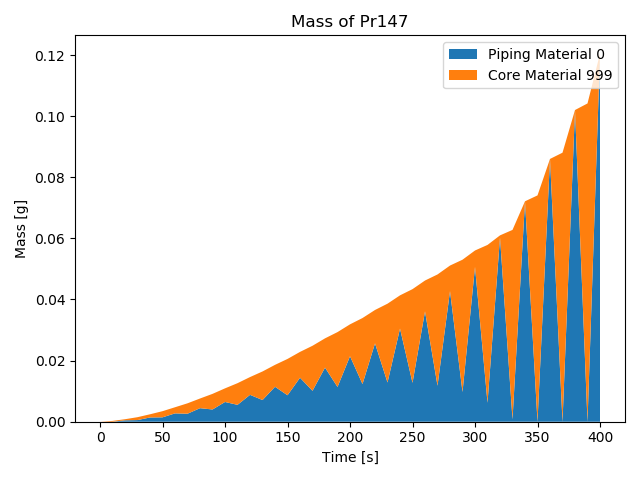 Mass of Pr147
Piping Material 0
Core Material 999
0.12
0.10
0.08
0.06
0.04
0.02
0.00
Mass [g]
0 50 100 150 200 250 300 350 400
Time [s]